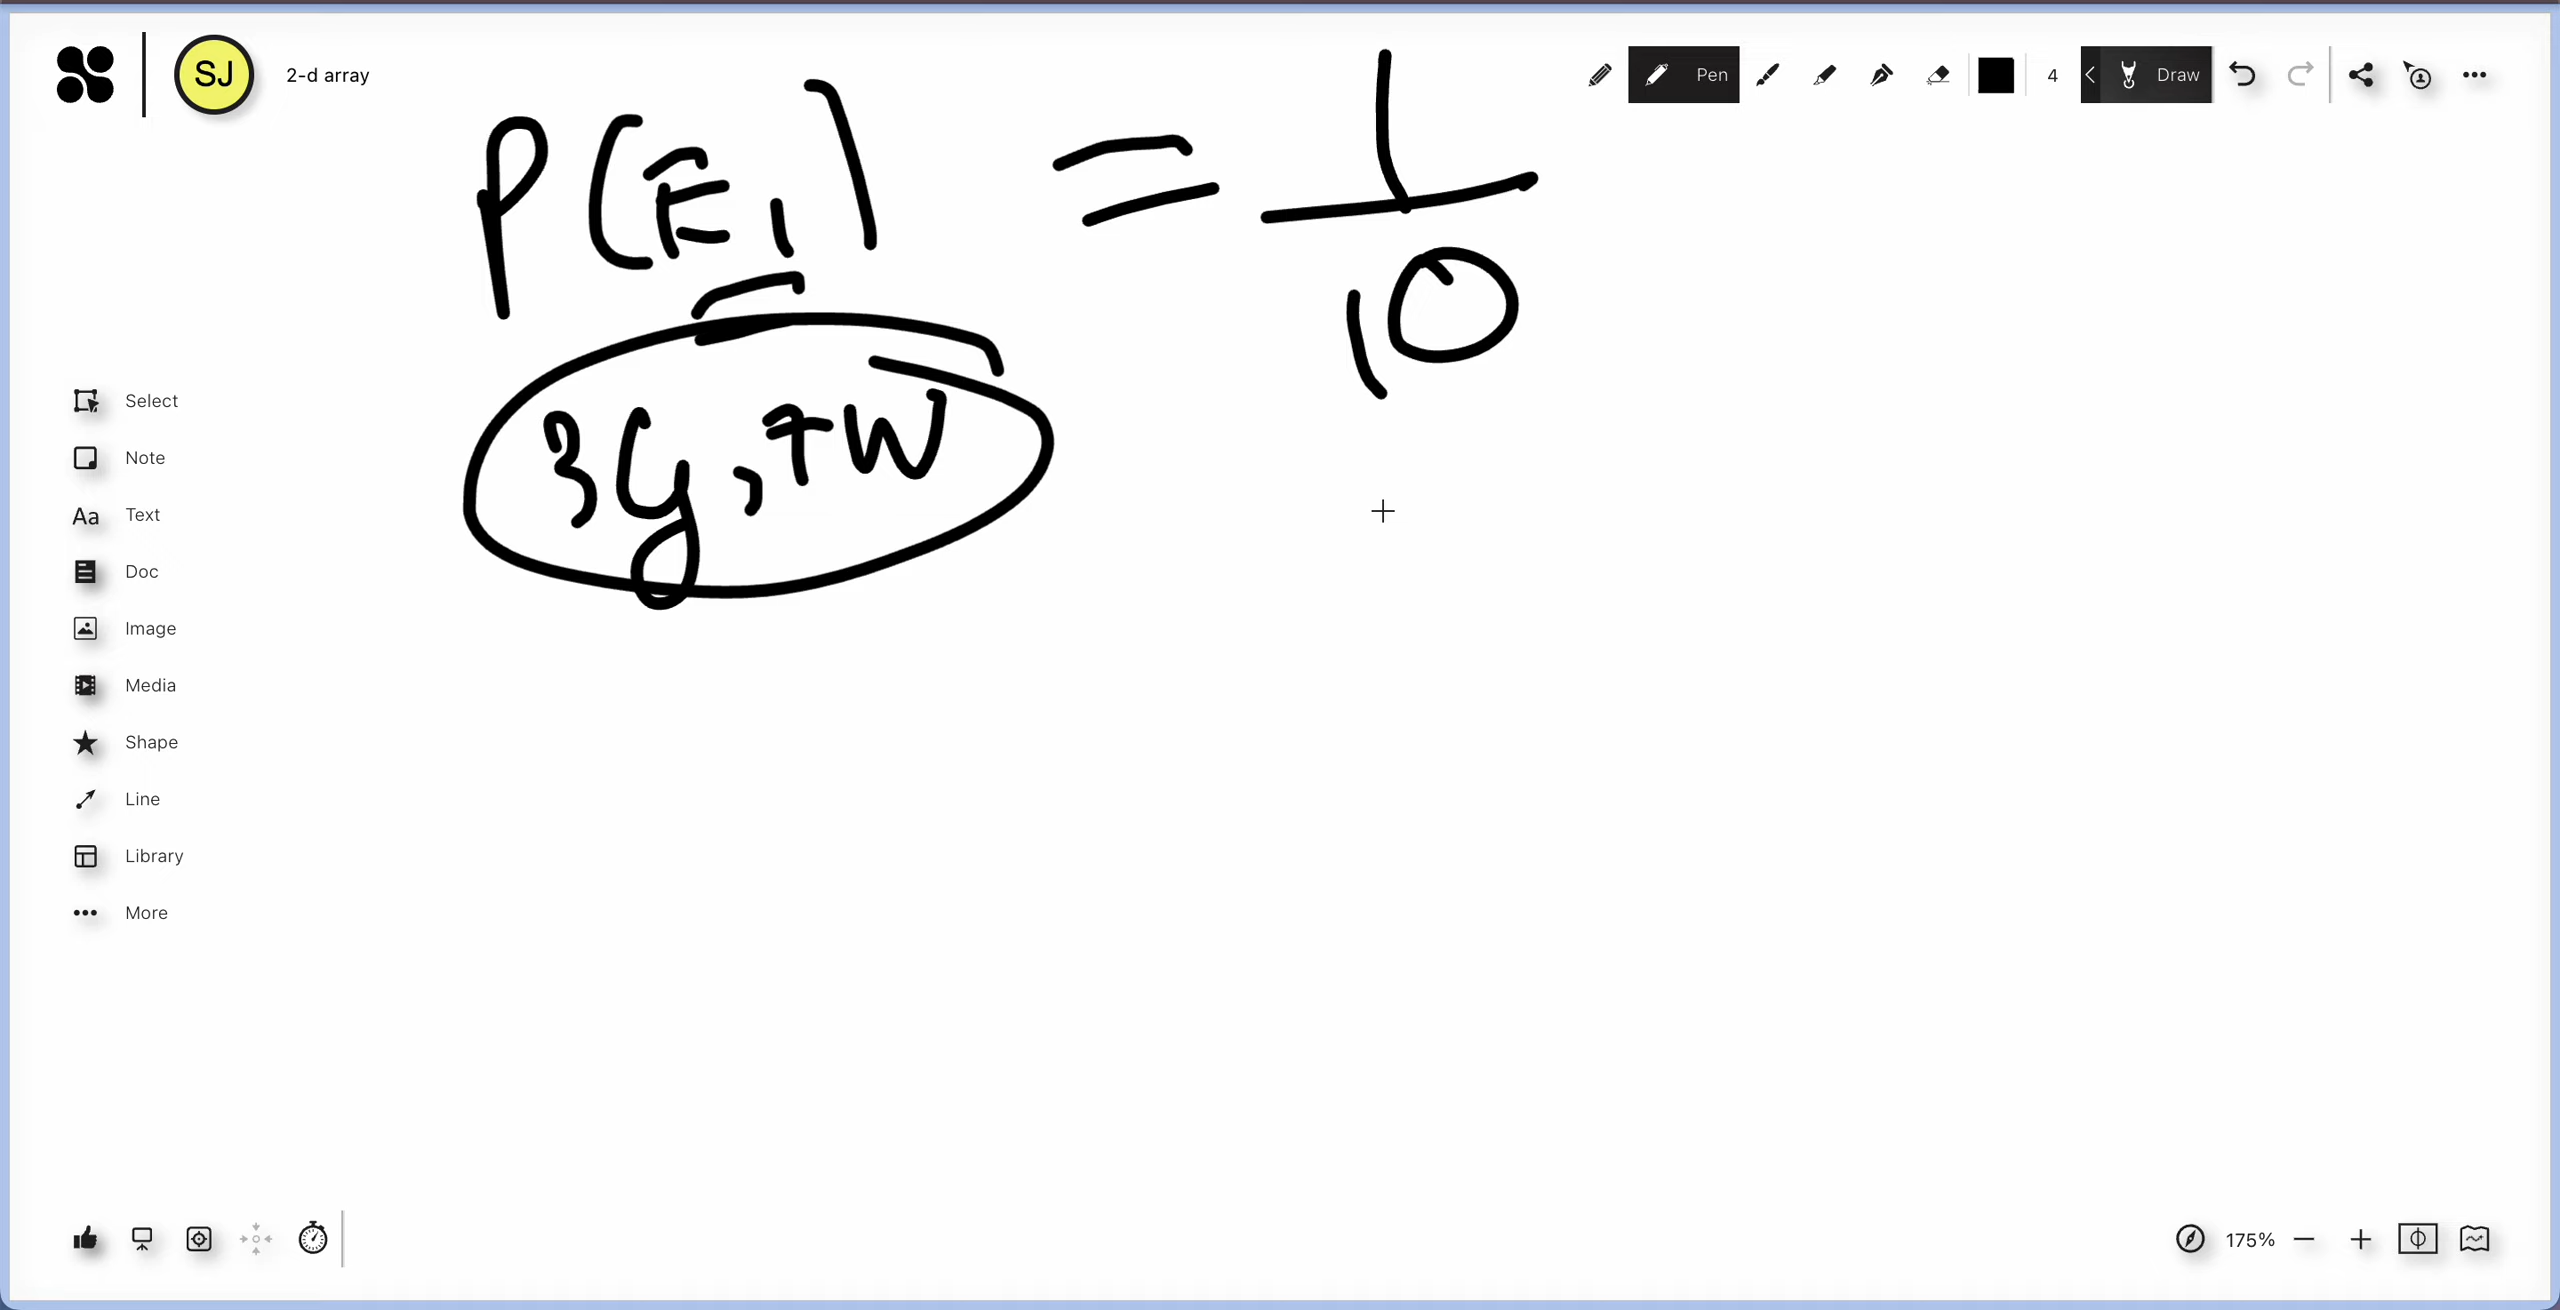 SJ 2-d array Pen 4 Draw
P(E₁) = 1/10
3G, 7W
Select
Note
Aa Text
Doc
Image
Media
Shape
Line
Library
More
175%